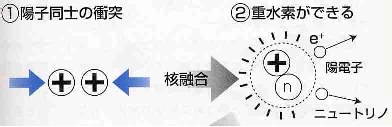 ①陽子同士の衝突
②重水素ができる
+ +
核融合
+
n
e⁺
陽電子
ニュートリノ